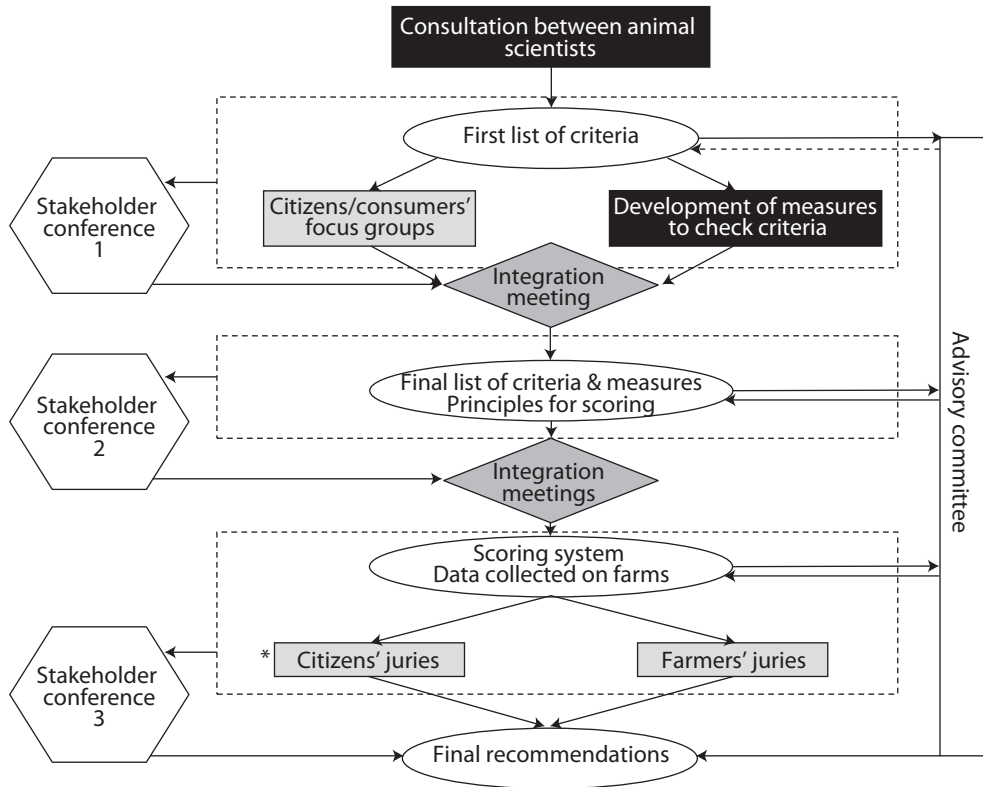 Consultation between animal
scientists
First list of criteria
Stakeholder
conference
1
Citizens/consumers'
focus groups
Development of measures
to check criteria
Integration
meeting
Advisory committee
Stakeholder
conference
2
Final list of criteria & measures
Principles for scoring
Integration
meetings
Scoring system
Data collected on farms
* Citizens' juries
Farmers' juries
Stakeholder
conference
3
Final recommendations